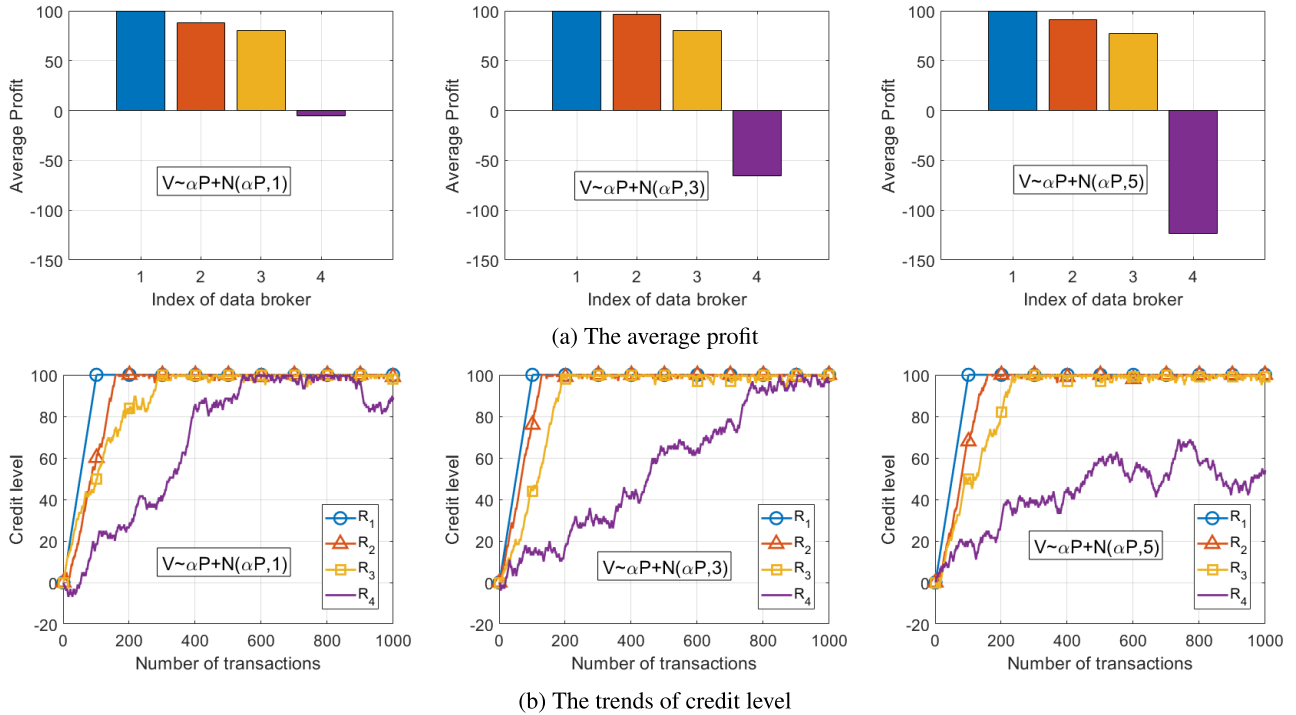 100
50
0
-50
-100
-150
Average Profit
V~αP+N(αP,1)
1 2 3 4
Index of data broker
100
50
0
-50
-100
-150
Average Profit
V~αP+N(αP,3)
1 2 3 4
Index of data broker
100
50
0
-50
-100
-150
Average Profit
V~αP+N(αP,5)
1 2 3 4
Index of data broker
(a) The average profit
100
80
60
40
20
0
-20
Credit level
V~αP+N(αP,1)
R1
R2
R3
R4
0 200 400 600 800 1000
Number of transactions
100
80
60
40
20
0
-20
Credit level
V~αP+N(αP,3)
R1
R2
R3
R4
0 200 400 600 800 1000
Number of transactions
100
80
60
40
20
0
-20
Credit level
V~αP+N(αP,5)
R1
R2
R3
R4
0 200 400 600 800 1000
Number of transactions
(b) The trends of credit level